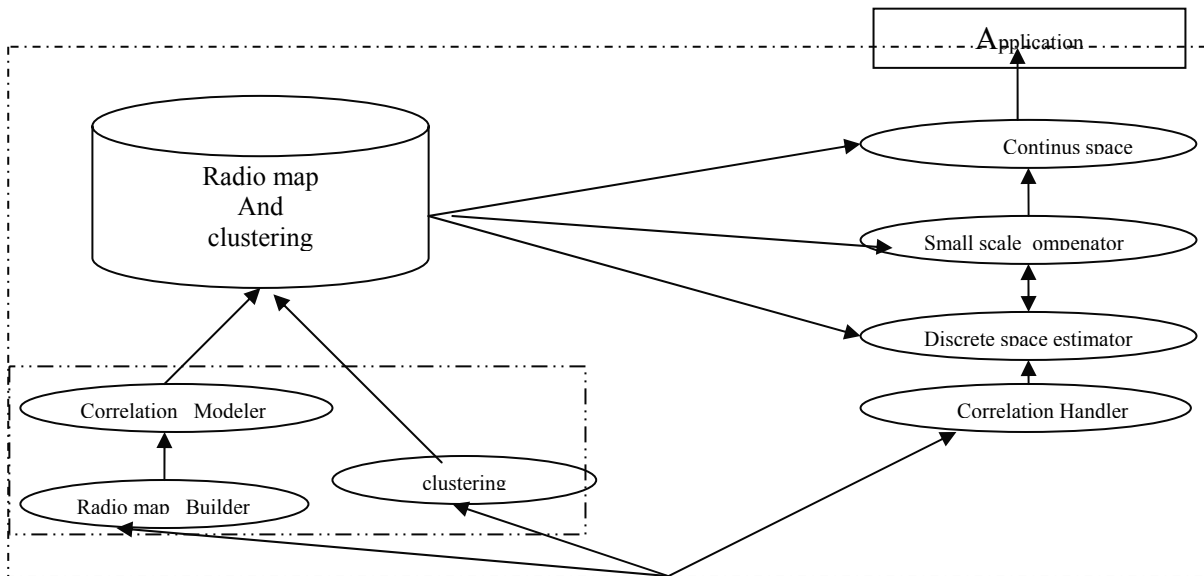 Application
Continus space
Radio map
And
clustering
Small scale ompenator
Discrete space estimator
Correlation Modeler
Correlation Handler
clustering
Radio map Builder